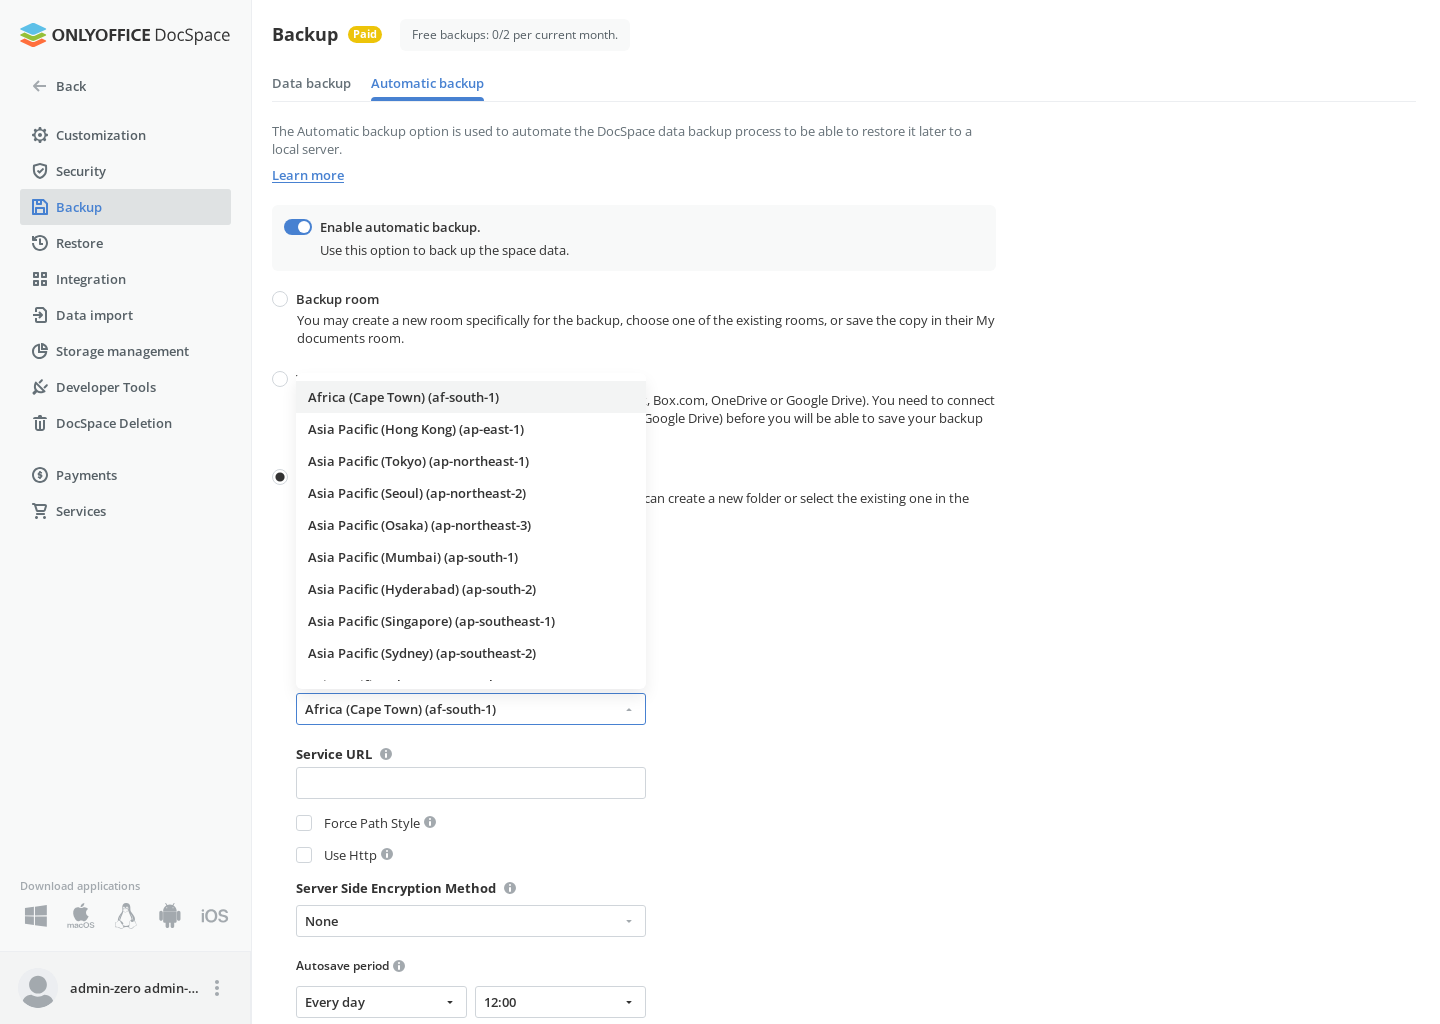 ONLYOFFICE DocSpace
Back
Customization
Security
Backup
Restore
Integration
Data import
Storage management
Developer Tools
DocSpace Deletion
Payments
Services
Download applications
macOS
iOS
admin-zero admin-...
Backup Paid Free backups: 0/2 per current month.
Data backup Automatic backup
The Automatic backup option is used to automate the DocSpace data backup process to be able to restore it later to a
local server.
Learn more
Enable automatic backup.
Use this option to back up the space data.
Backup room
You may create a new room specifically for the backup, choose one of the existing rooms, or save the copy in their My
documents room.
, Box.com, OneDrive or Google Drive). You need to connect
Google Drive) before you will be able to save your backup
can create a new folder or select the existing one in the
Africa (Cape Town) (af-south-1)
Asia Pacific (Hong Kong) (ap-east-1)
Asia Pacific (Tokyo) (ap-northeast-1)
Asia Pacific (Seoul) (ap-northeast-2)
Asia Pacific (Osaka) (ap-northeast-3)
Asia Pacific (Mumbai) (ap-south-1)
Asia Pacific (Hyderabad) (ap-south-2)
Asia Pacific (Singapore) (ap-southeast-1)
Asia Pacific (Sydney) (ap-southeast-2)
Africa (Cape Town) (af-south-1)
Service URL
Force Path Style
Use Http
Server Side Encryption Method
None
Autosave period
Every day 12:00